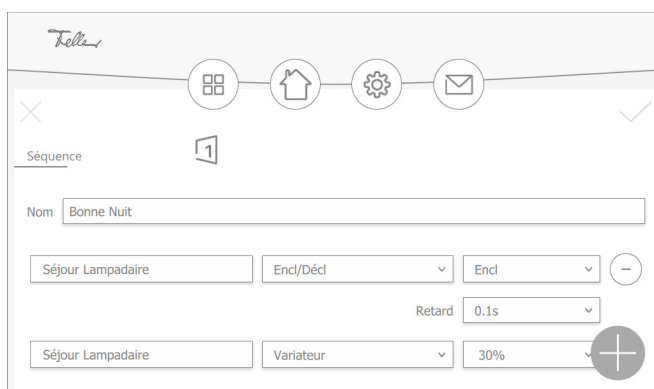 Feller
1
Séquence
Nom Bonne Nuit
Séjour Lampadaire Encl/Décl Encl
Retard 0.1s
Séjour Lampadaire Variateur 30%